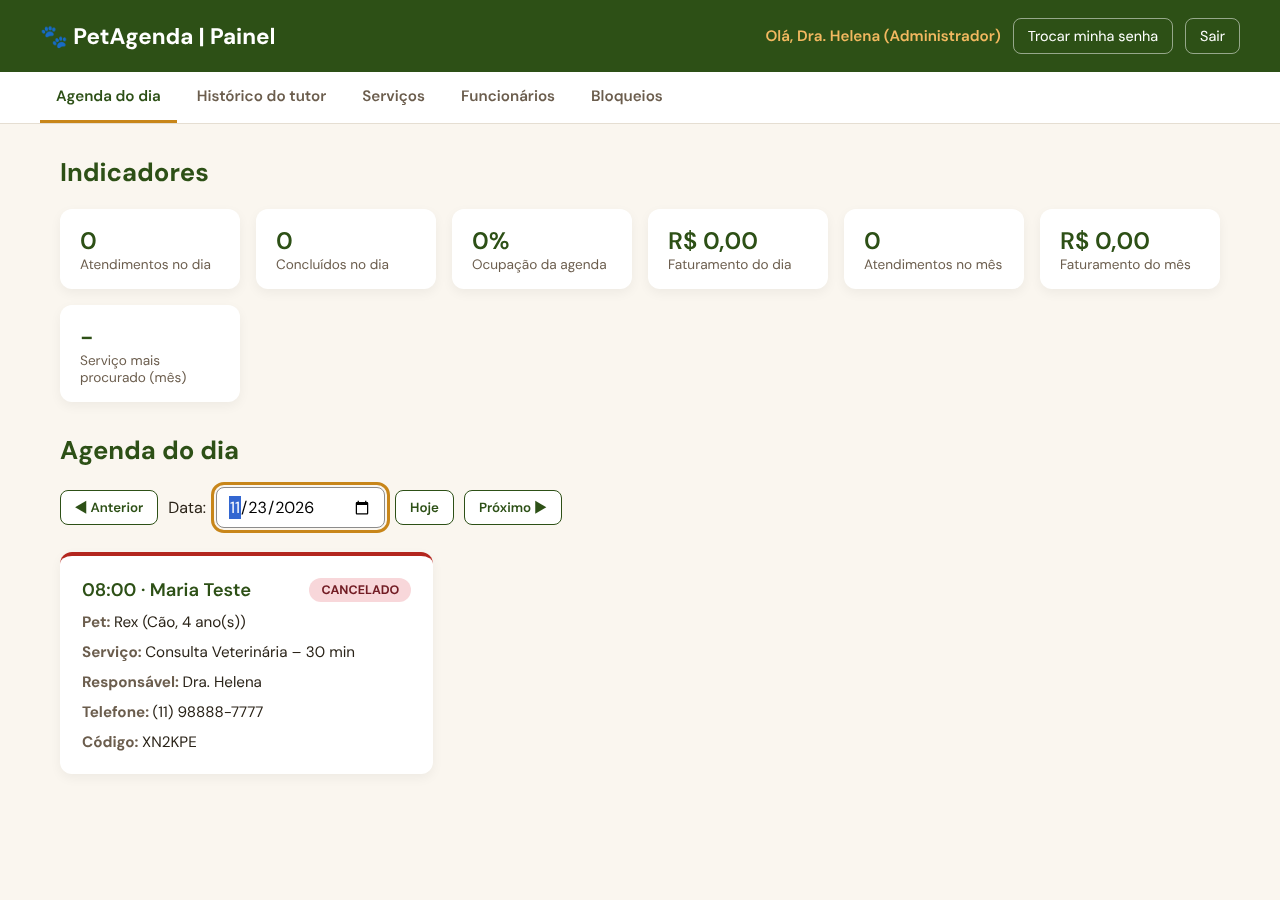 🐾 PetAgenda | Painel
Olá, Dra. Helena (Administrador)
Trocar minha senha
Sair
Agenda do dia
Histórico do tutor
Serviços
Funcionários
Bloqueios
Indicadores
0
Atendimentos no dia
0
Concluídos no dia
0%
Ocupação da agenda
R$ 0,00
Faturamento do dia
0
Atendimentos no mês
R$ 0,00
Faturamento do mês
–
Serviço mais
procurado (mês)
Agenda do dia
◀ Anterior
Data:
11/23/2026
Hoje
Próximo ▶
08:00 · Maria Teste
CANCELADO
Pet: Rex (Cão, 4 ano(s))
Serviço: Consulta Veterinária – 30 min
Responsável: Dra. Helena
Telefone: (11) 98888-7777
Código: XN2KPE